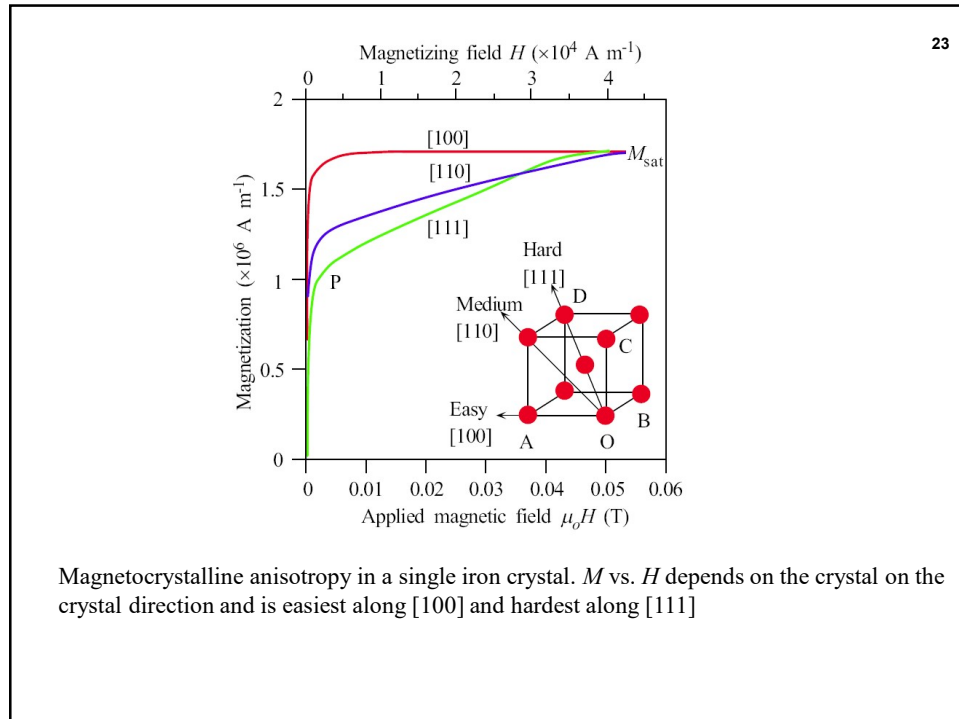 23
Magnetizing field H (×10⁴ A m⁻¹)
0 1 2 3 4
2
[100]
M_sat
[110]
1.5
[111]
Magnetization (×10⁶ A m⁻¹)
Hard
[111]
1
P
D
Medium
[110]
C
0.5
Easy
[100]
A
O
B
0
0 0.01 0.02 0.03 0.04 0.05 0.06
Applied magnetic field μₒH (T)
Magnetocrystalline anisotropy in a single iron crystal. M vs. H depends on the crystal on the
crystal direction and is easiest along [100] and hardest along [111]